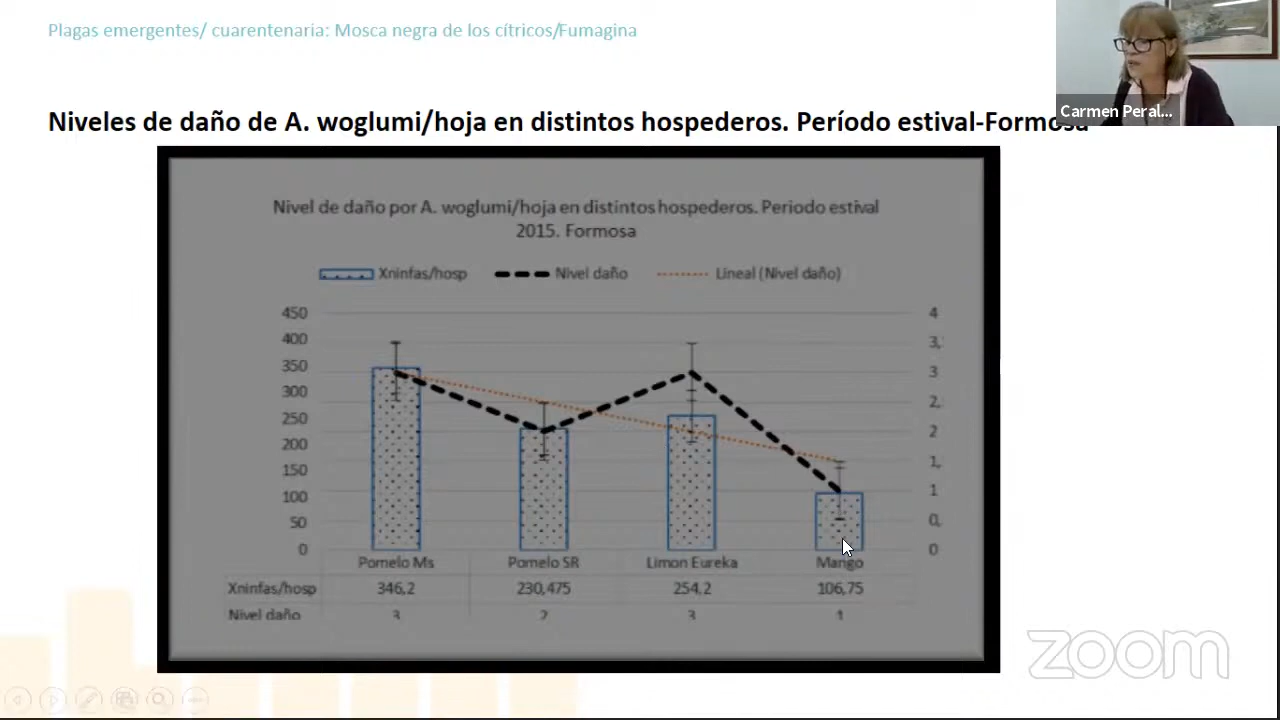 Plagas emergentes/ cuarentenaria: Mosca negra de los cítricos/Fumagina
Carmen Peral...
Niveles de daño de A. woglumi/hoja en distintos hospederos. Período estival-Formosa
Nivel de daño por A. woglumi/hoja en distintos hospederos. Periodo estival
2015. Formosa
Xninfas/hosp Nivel daño Lineal (Nivel daño)
450 4
400 3,
350 3
300 2,
250 2
200 1,
150 1
100 0,
50 0
0
Pomelo Ms Pomelo SR Limon Eureka Mango
Xninfas/hosp 346,2 230,475 254,2 106,75
Nivel daño 3 2 3 1
zoom